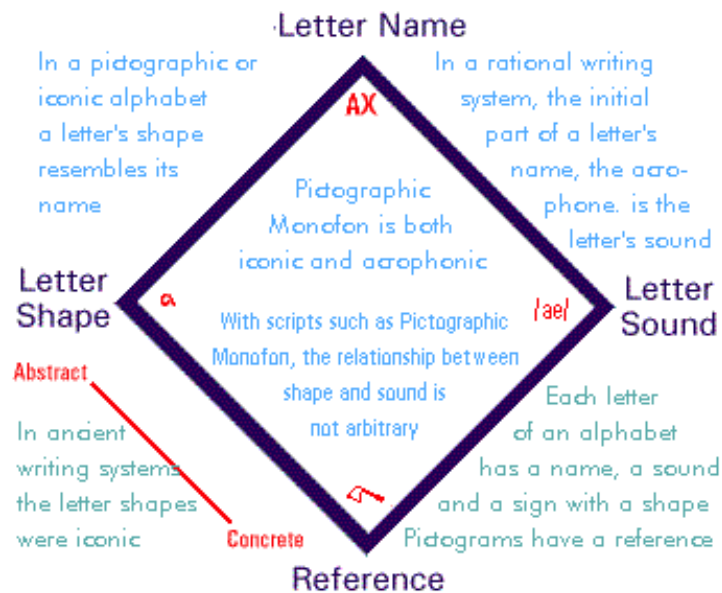 Letter Name
In a pictographic or
iconic alphabet
a letter's shape
resembles its
name
In a rational writing
system, the initial
part of a letter's
name, the acro-
phone. is the
letter's sound
AX
Pictographic
Monofon is both
iconic and acrophonic
Letter
Shape
a
With scripts such as Pictographic
Monofon, the relationship between
shape and sound is
not arbitrary
/ae/
Letter
Sound
Abstract
Concrete
In ancient
writing systems
the letter shapes
were iconic
Each letter
of an alphabet
has a name, a sound
and a sign with a shape
Pictograms have a reference
Reference